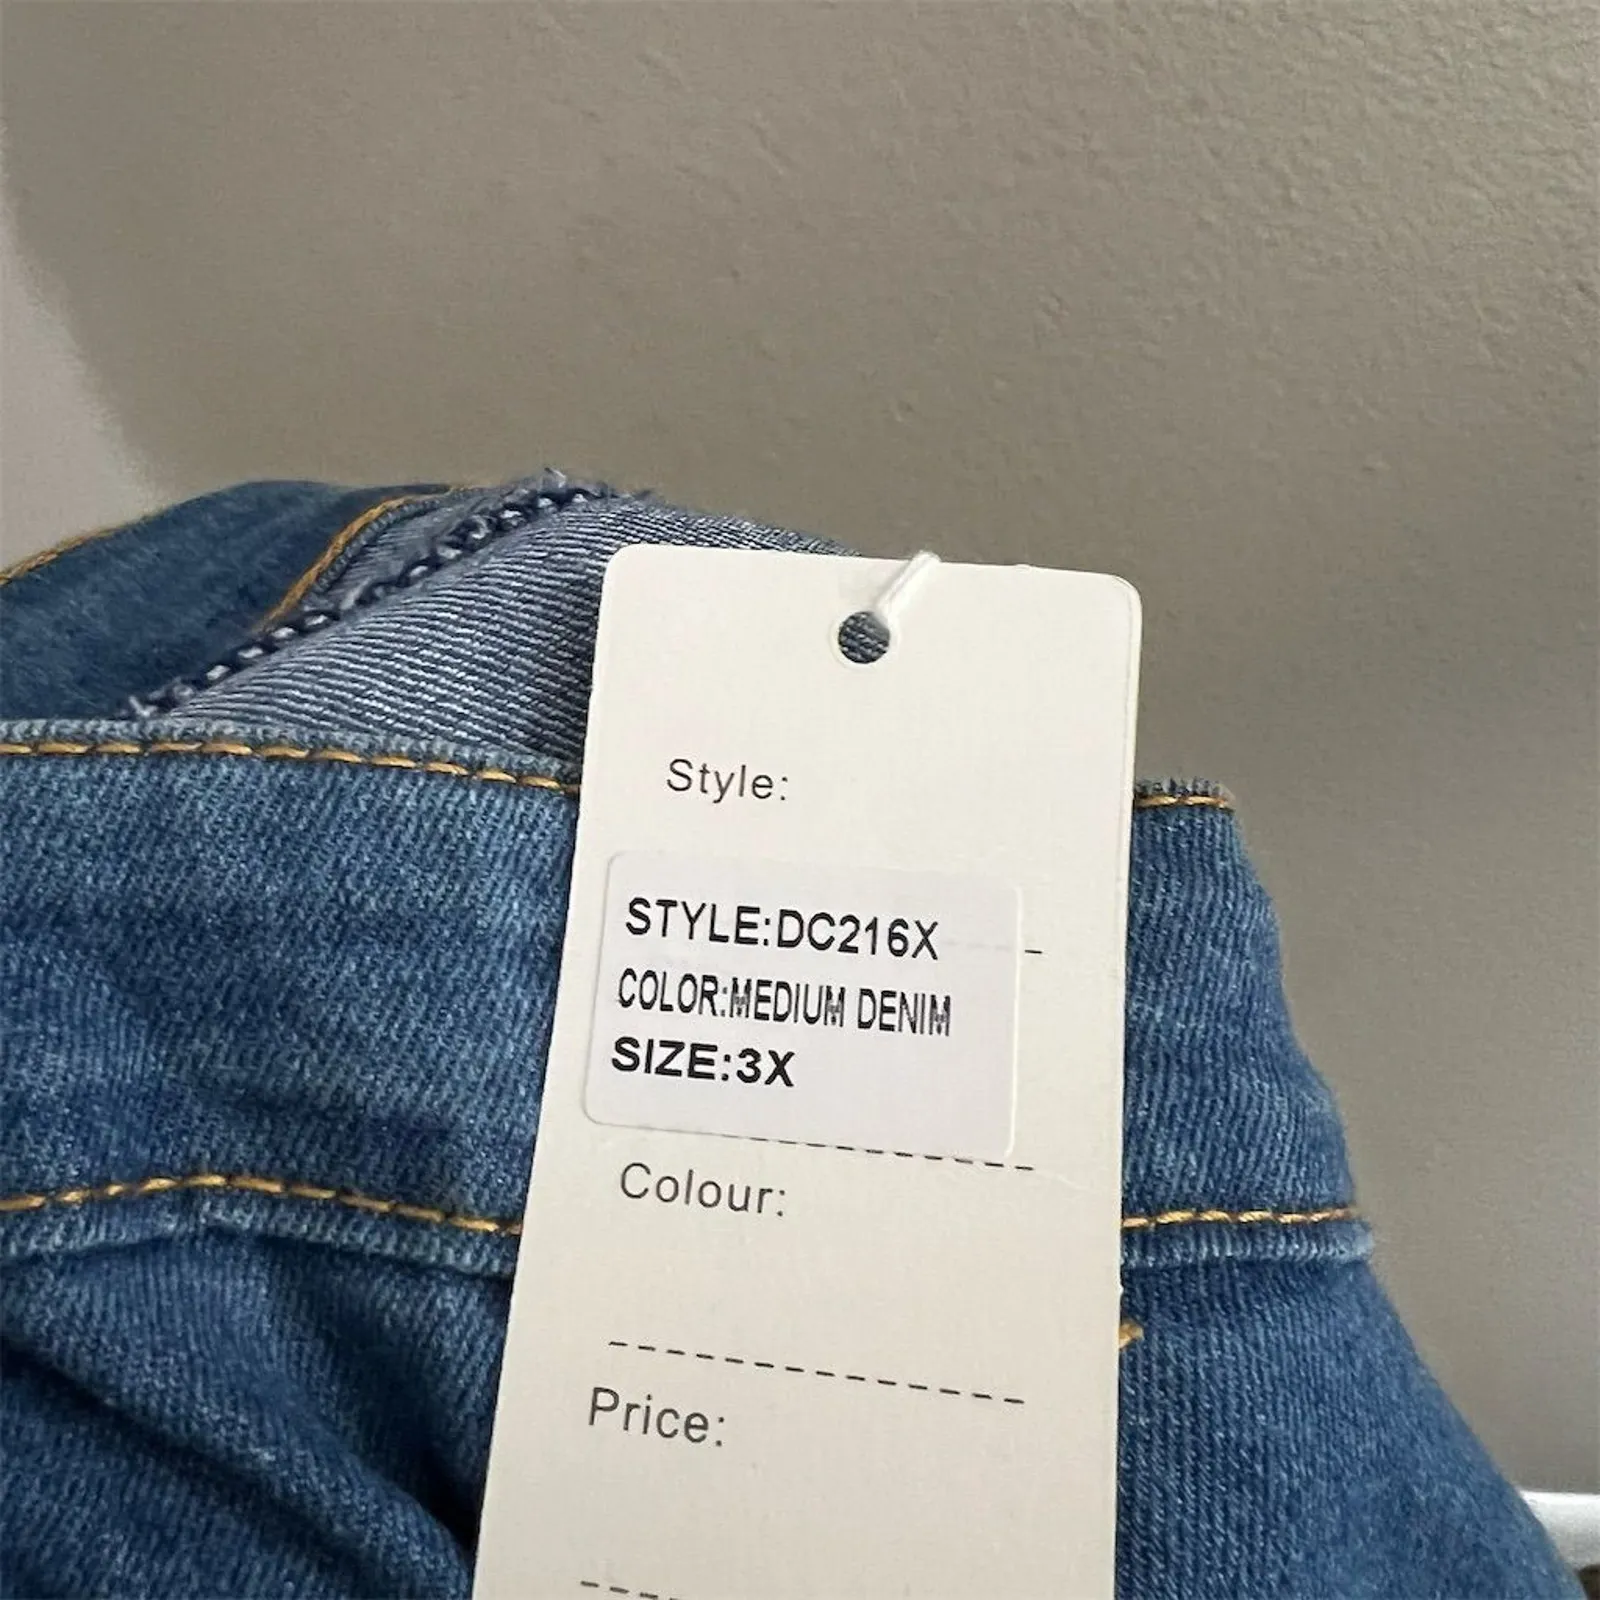 Style:
STYLE:DC216X
COLOR:MEDIUM DENIM
SIZE:3X
Colour:
Price: